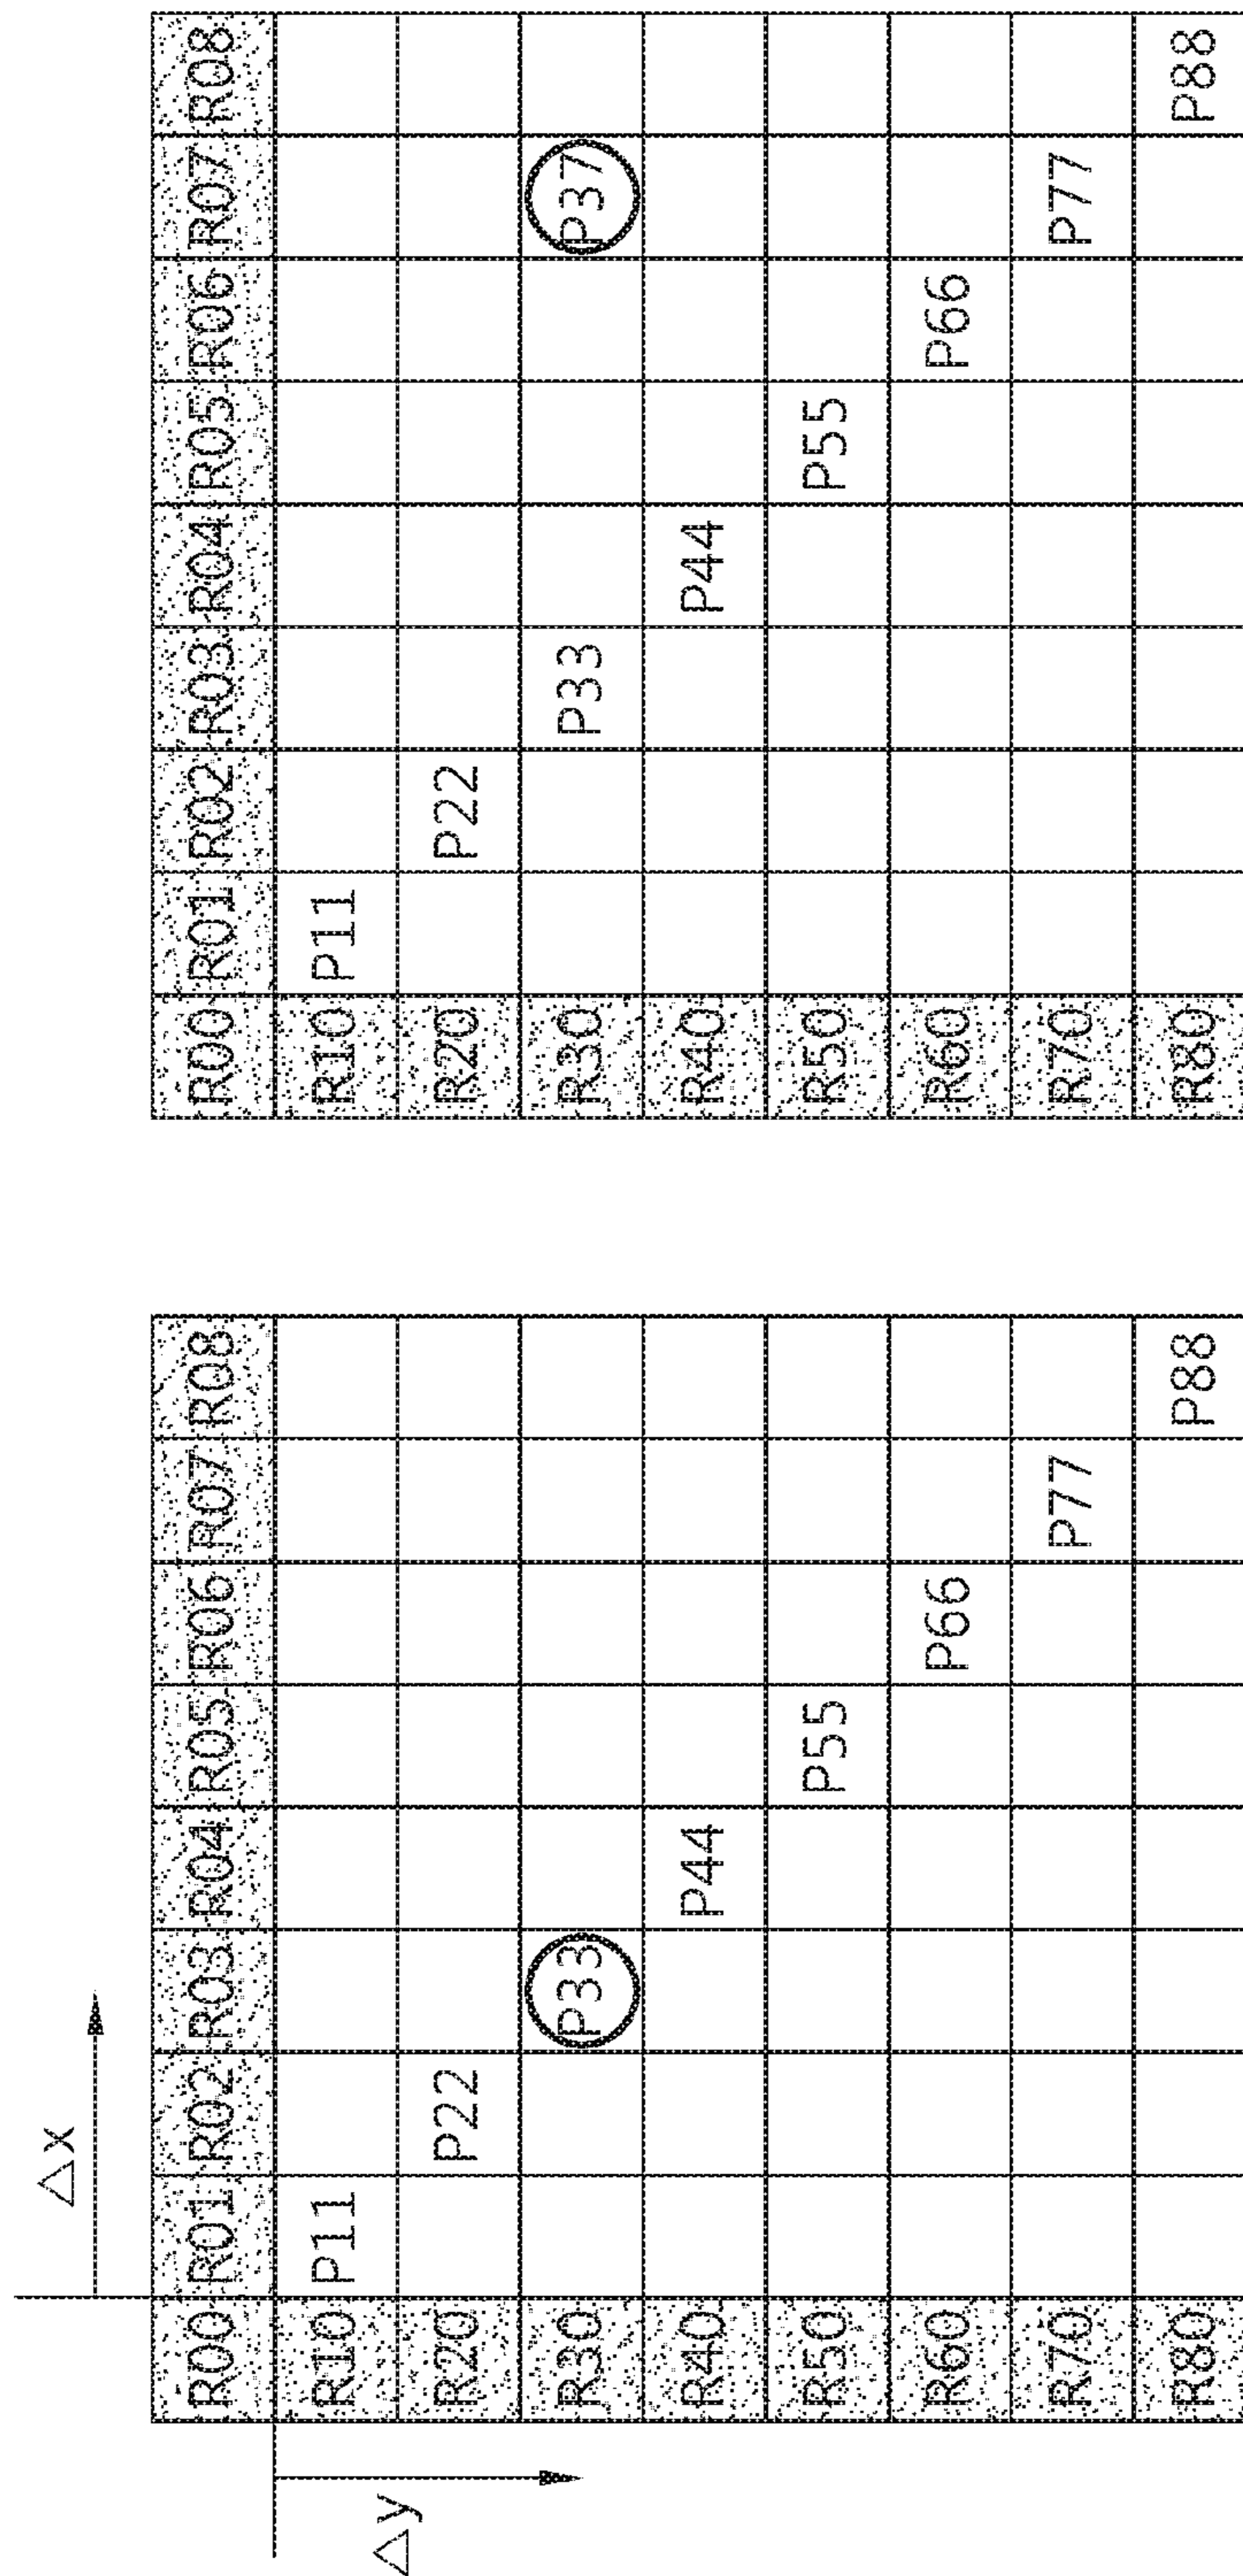 △x
R00 R01 R02 R03 R04 R05 R06 R07 R08 R00 R01 R02 R03 R04 R05 R06 R07 R08
△y R10 P11 R10 P11
R20 P22 R20 P22
R30 P33 R30 P33 P37
R40 P44 R40 P44
R50 P55 R50 P55
R60 P66 R60 P66
R70 P77 R70 P77
R80 P88 R80 P88